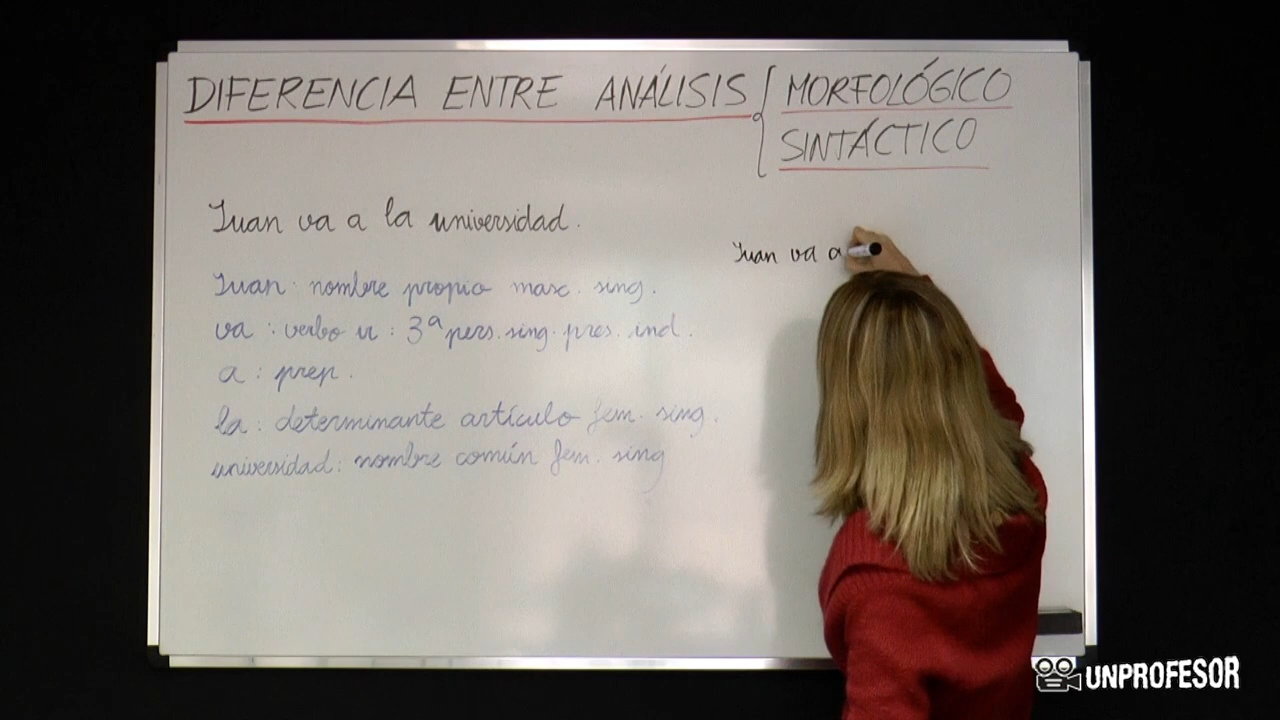 DIFERENCIA ENTRE ANÁLISIS { MORFOLÓGICO
SINTÁCTICO
Juan va a la universidad.
Juan va a
Juan: nombre propio masc. sing.
va: verbo ir: 3ª pers. sing. pres. ind.
a: prep.
la: determinante artículo fem. sing.
universidad: nombre común fem. sing
UNPROFESOR